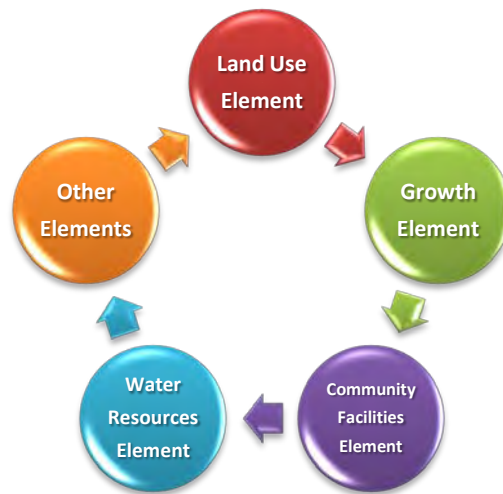 Land Use
Element
Growth
Element
Community
Facilities
Element
Water
Resources
Element
Other
Elements